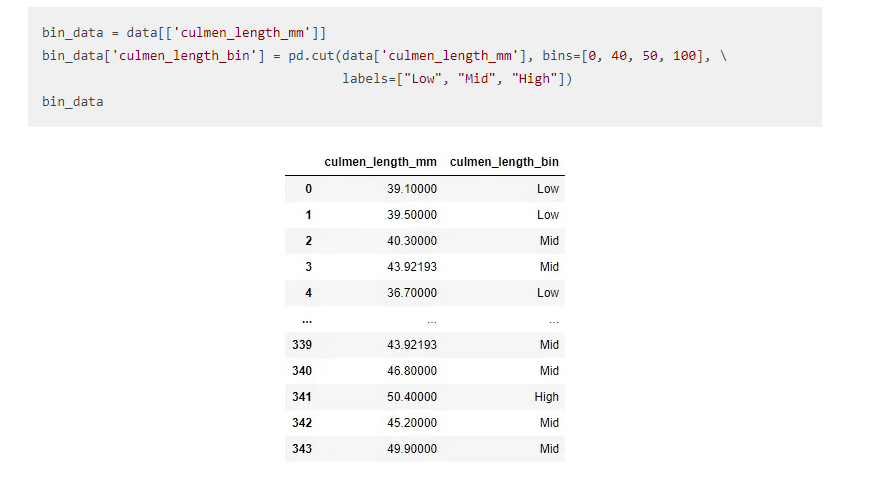 bin_data = data[['culmen_length_mm']]
bin_data['culmen_length_bin'] = pd.cut(data['culmen_length_mm'], bins=[0, 40, 50, 100], \
labels=["Low", "Mid", "High"])
bin_data
culmen_length_mm culmen_length_bin
0 39.10000 Low
1 39.50000 Low
2 40.30000 Mid
3 43.92193 Mid
4 36.70000 Low
... ... ...
339 43.92193 Mid
340 46.80000 Mid
341 50.40000 High
342 45.20000 Mid
343 49.90000 Mid